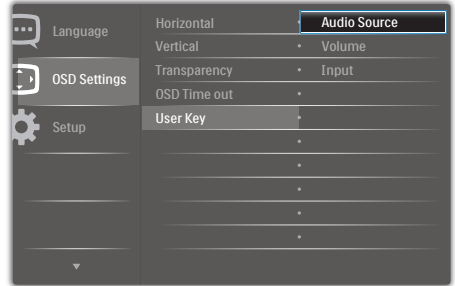 Language
OSD Settings
Setup
Horizontal
Vertical
Transparency
OSD Time out
User Key
Audio Source
Volume
Input